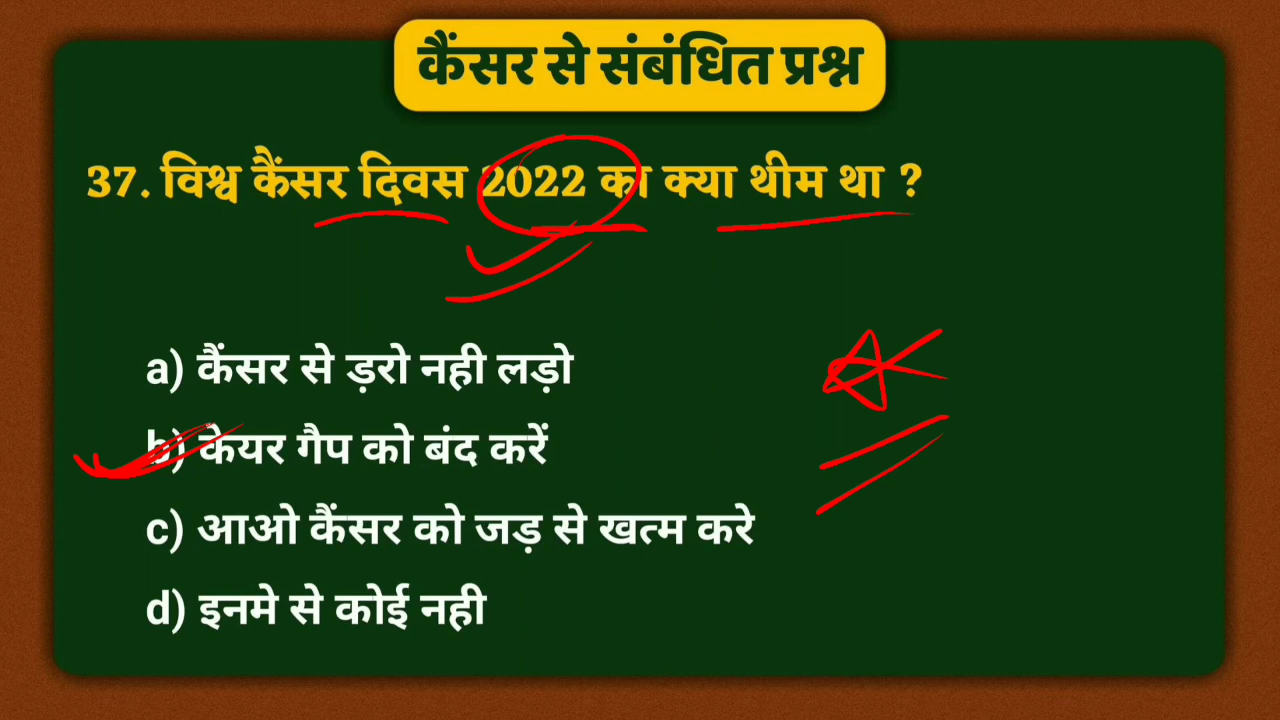 कैंसर से संबंधित प्रश्न
37. विश्व कैंसर दिवस 2022 का क्या थीम था ?
a) कैंसर से ड़रो नही लड़ो
b) केयर गैप को बंद करें
c) आओ कैंसर को जड़ से खत्म करे
d) इनमे से कोई नही